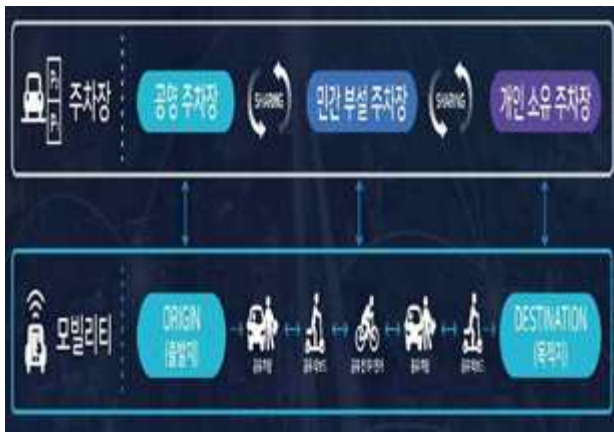 주차장
공영 주차장
SHARING
민간 부설 주차장
SHARING
개인 소유 주차장
모빌리티
ORIGIN
(출발지)
DESTINATION
(목적지)